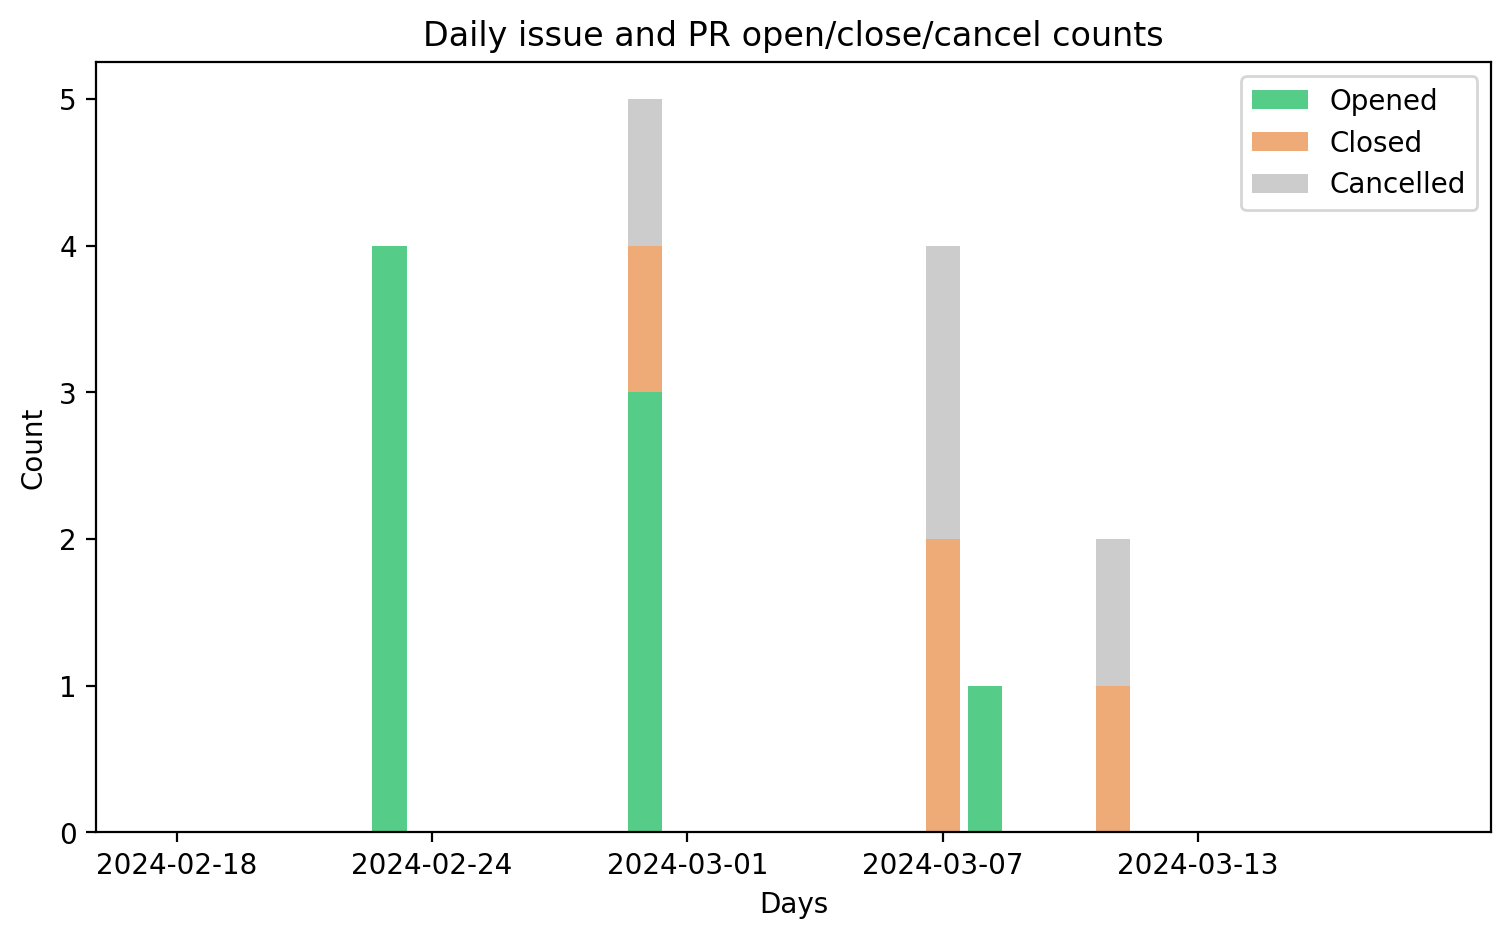 Daily issue and PR open/close/cancel counts
Opened
Closed
Cancelled
5
4
3
2
1
0
Count
2024-02-18 2024-02-24 2024-03-01 2024-03-07 2024-03-13
Days